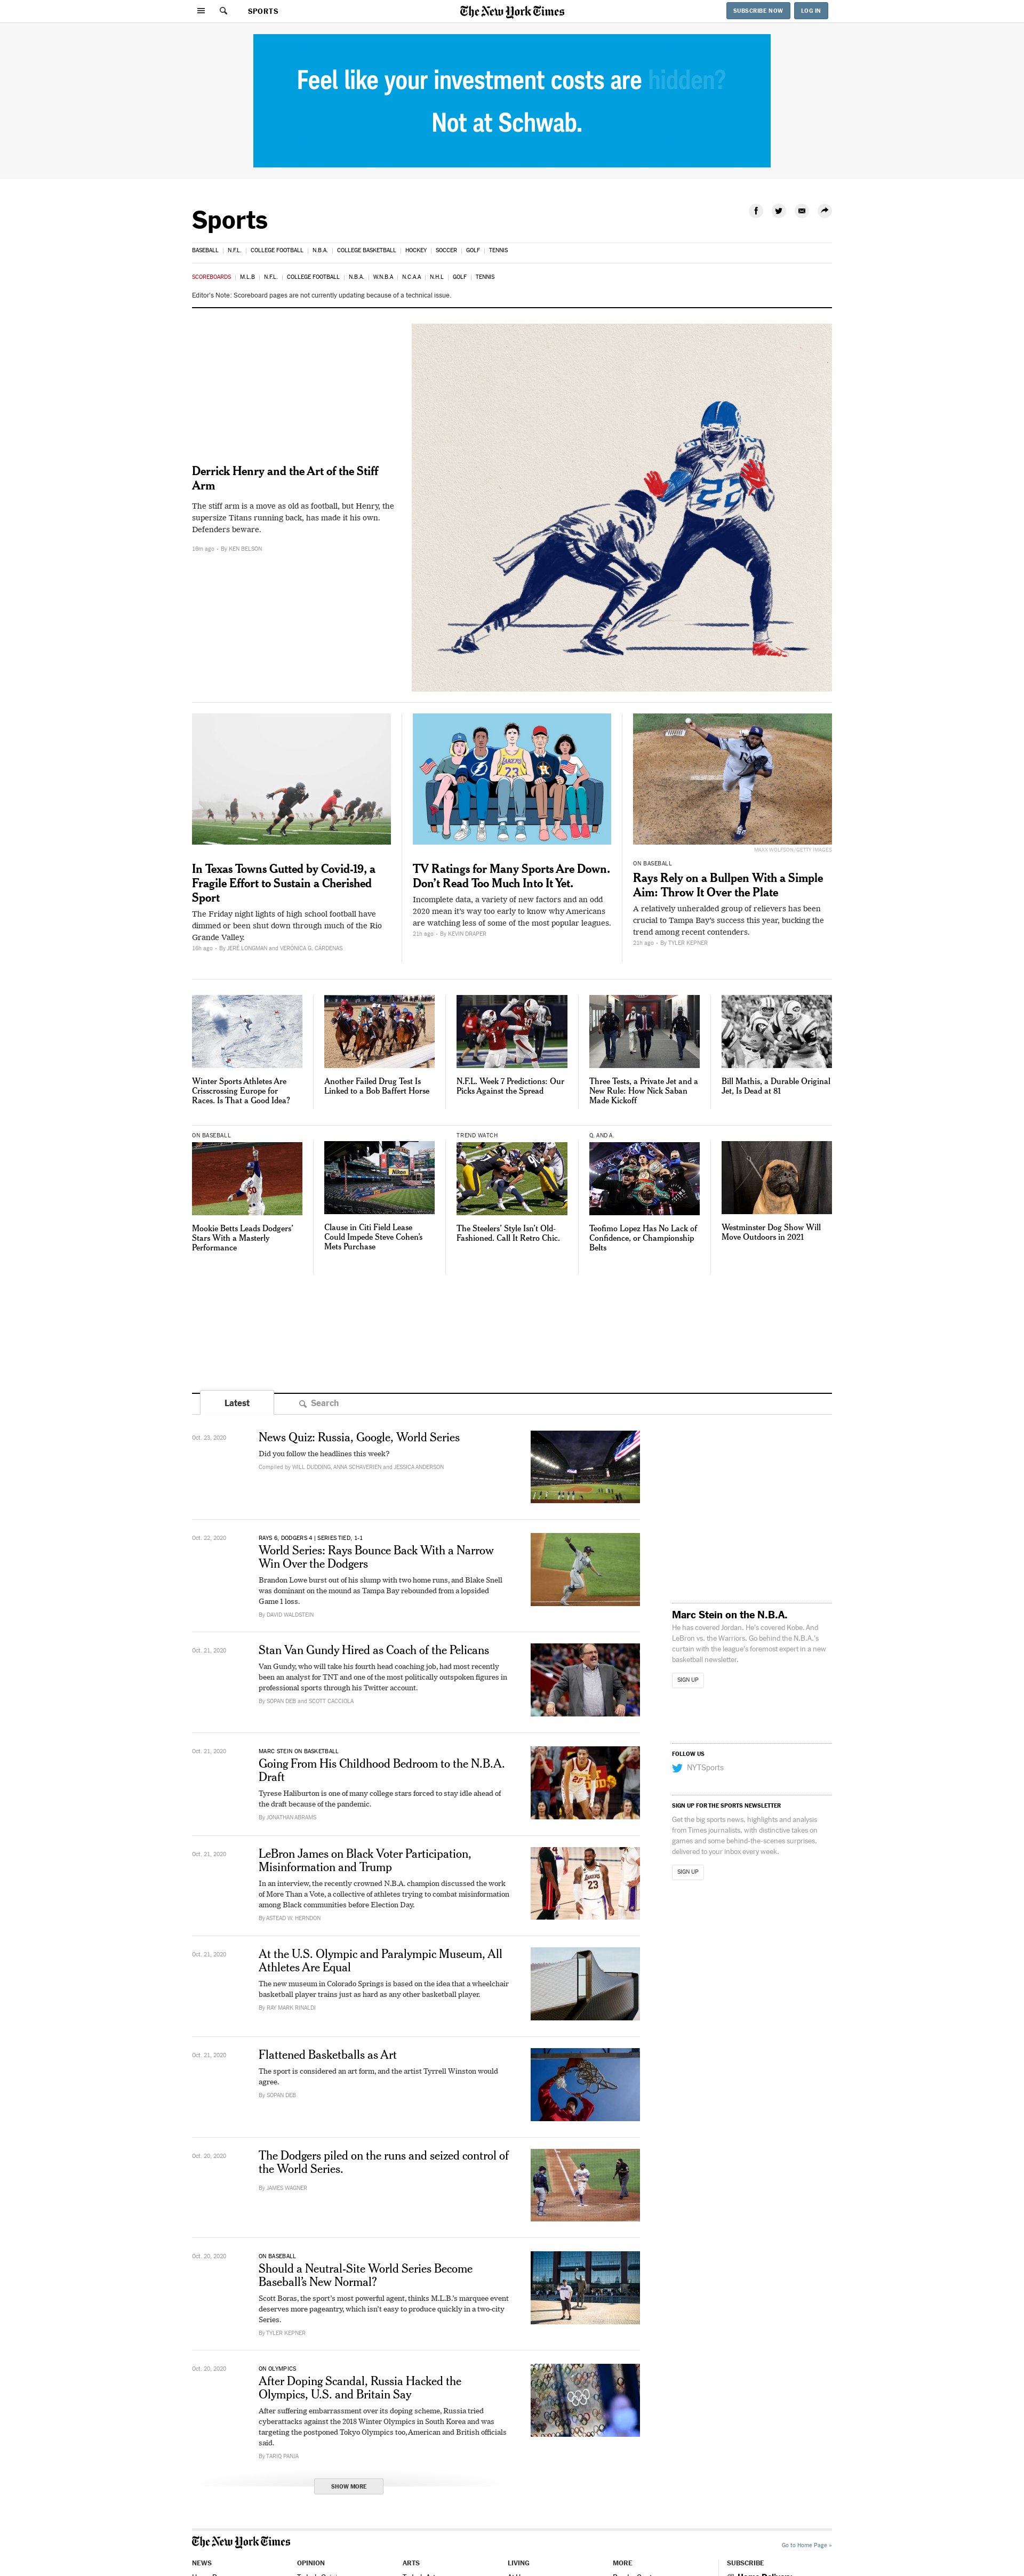 SPORTS
The New York Times
SUBSCRIBE NOW
LOG IN
Feel like your investment costs are hidden?
Not at Schwab.
Sports
BASEBALL | N.F.L. | COLLEGE FOOTBALL | N.B.A. | COLLEGE BASKETBALL | HOCKEY | SOCCER | GOLF | TENNIS
SCOREBOARDS | M.L.B | N.F.L. | COLLEGE FOOTBALL | N.B.A. | W.N.B.A | N.C.A.A | N.H.L | GOLF | TENNIS
Editor's Note: Scoreboard pages are not currently updating because of a technical issue.
Derrick Henry and the Art of the Stiff
Arm
The stiff arm is a move as old as football, but Henry, the
supersize Titans running back, has made it his own.
Defenders beware.
16m ago - By KEN BELSON
22
In Texas Towns Gutted by Covid-19, a
Fragile Effort to Sustain a Cherished
Sport
The Friday night lights of high school football have
dimmed or been shut down through much of the Rio
Grande Valley.
16h ago - By JERÉ LONGMAN and VERÓNICA G. CÁRDENAS
LAKERS
23
TV Ratings for Many Sports Are Down.
Don't Read Too Much Into It Yet.
Incomplete data, a variety of new factors and an odd
2020 mean it's way too early to know why Americans
are watching less of some of the most popular leagues.
21h ago - By KEVIN DRAPER
MAXX WOLFSON/GETTY IMAGES
ON BASEBALL
Rays Rely on a Bullpen With a Simple
Aim: Throw It Over the Plate
A relatively unheralded group of relievers has been
crucial to Tampa Bay's success this year, bucking the
trend among recent contenders.
21h ago - By TYLER KEPNER
Winter Sports Athletes Are
Crisscrossing Europe for
Races. Is That a Good Idea?
Another Failed Drug Test Is
Linked to a Bob Baffert Horse
N.F.L. Week 7 Predictions: Our
Picks Against the Spread
Three Tests, a Private Jet and a
New Rule: How Nick Saban
Made Kickoff
Bill Mathis, a Durable Original
Jet, Is Dead at 81
ON BASEBALL
50
Mookie Betts Leads Dodgers'
Stars With a Masterly
Performance
Nikon
Clause in Citi Field Lease
Could Impede Steve Cohen's
Mets Purchase
TREND WATCH
The Steelers' Style Isn't Old-
Fashioned. Call It Retro Chic.
Q. AND A.
Teofimo Lopez Has No Lack of
Confidence, or Championship
Belts
Westminster Dog Show Will
Move Outdoors in 2021
Latest
Search
Oct. 23, 2020
News Quiz: Russia, Google, World Series
Did you follow the headlines this week?
Compiled by WILL DUDDING, ANNA SCHAVERIEN and JESSICA ANDERSON
Oct. 22, 2020
RAYS 6, DODGERS 4 | SERIES TIED, 1-1
World Series: Rays Bounce Back With a Narrow
Win Over the Dodgers
Brandon Lowe burst out of his slump with two home runs, and Blake Snell
was dominant on the mound as Tampa Bay rebounded from a lopsided
Game 1 loss.
By DAVID WALDSTEIN
Marc Stein on the N.B.A.
He has covered Jordan. He's covered Kobe. And
LeBron vs. the Warriors. Go behind the N.B.A.'s
curtain with the league's foremost expert in a new
basketball newsletter.
SIGN UP
Oct. 21, 2020
Stan Van Gundy Hired as Coach of the Pelicans
Van Gundy, who will take his fourth head coaching job, had most recently
been an analyst for TNT and one of the most politically outspoken figures in
professional sports through his Twitter account.
By SOPAN DEB and SCOTT CACCIOLA
FOLLOW US
NYTSports
SIGN UP FOR THE SPORTS NEWSLETTER
Get the big sports news, highlights and analysis
from Times journalists, with distinctive takes on
games and some behind-the-scenes surprises,
delivered to your inbox every week.
SIGN UP
Oct. 21, 2020
MARC STEIN ON BASKETBALL
Going From His Childhood Bedroom to the N.B.A.
Draft
Tyrese Haliburton is one of many college stars forced to stay idle ahead of
the draft because of the pandemic.
By JONATHAN ABRAMS
22
Oct. 21, 2020
LeBron James on Black Voter Participation,
Misinformation and Trump
In an interview, the recently crowned N.B.A. champion discussed the work
of More Than a Vote, a collective of athletes trying to combat misinformation
among Black communities before Election Day.
By ASTEAD W. HERNDON
23
Oct. 21, 2020
At the U.S. Olympic and Paralympic Museum, All
Athletes Are Equal
The new museum in Colorado Springs is based on the idea that a wheelchair
basketball player trains just as hard as any other basketball player.
By RAY MARK RINALDI
Oct. 21, 2020
Flattened Basketballs as Art
The sport is considered an art form, and the artist Tyrrell Winston would
agree.
By SOPAN DEB
Oct. 20, 2020
The Dodgers piled on the runs and seized control of
the World Series.
By JAMES WAGNER
Oct. 20, 2020
ON BASEBALL
Should a Neutral-Site World Series Become
Baseball's New Normal?
Scott Boras, the sport's most powerful agent, thinks M.L.B.'s marquee event
deserves more pageantry, which isn't easy to produce quickly in a two-city
Series.
By TYLER KEPNER
Oct. 20, 2020
ON OLYMPICS
After Doping Scandal, Russia Hacked the
Olympics, U.S. and Britain Say
After suffering embarrassment over its doping scheme, Russia tried
cyberattacks against the 2018 Winter Olympics in South Korea and was
targeting the postponed Tokyo Olympics too, American and British officials
said.
By TARIQ PANJA
SHOW MORE
The New York Times
Go to Home Page »
NEWS
OPINION
ARTS
LIVING
MORE
SUBSCRIBE